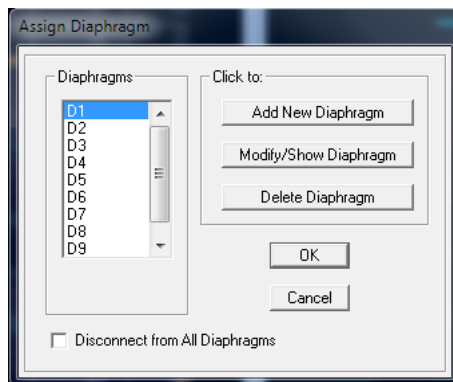 Assign Diaphragm
Diaphragms
D1
D2
D3
D4
D5
D6
D7
D8
D9
Click to:
Add New Diaphragm
Modify/Show Diaphragm
Delete Diaphragm
OK
Cancel
Disconnect from All Diaphragms